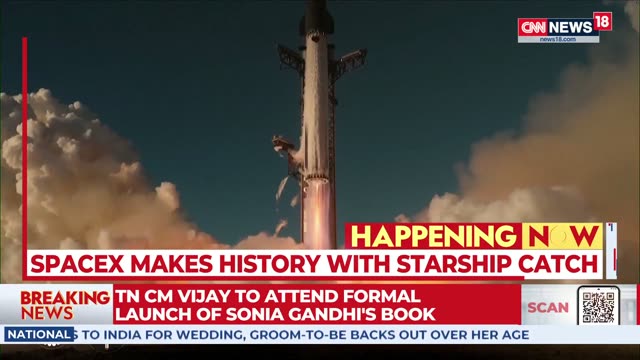 CNN NEWS 18
news18.com
HAPPENING NOW
SPACEX MAKES HISTORY WITH STARSHIP CATCH
BREAKING NEWS
TN CM VIJAY TO ATTEND FORMAL
LAUNCH OF SONIA GANDHI'S BOOK
SCAN
NATIONAL
S TO INDIA FOR WEDDING, GROOM-TO-BE BACKS OUT OVER HER AGE